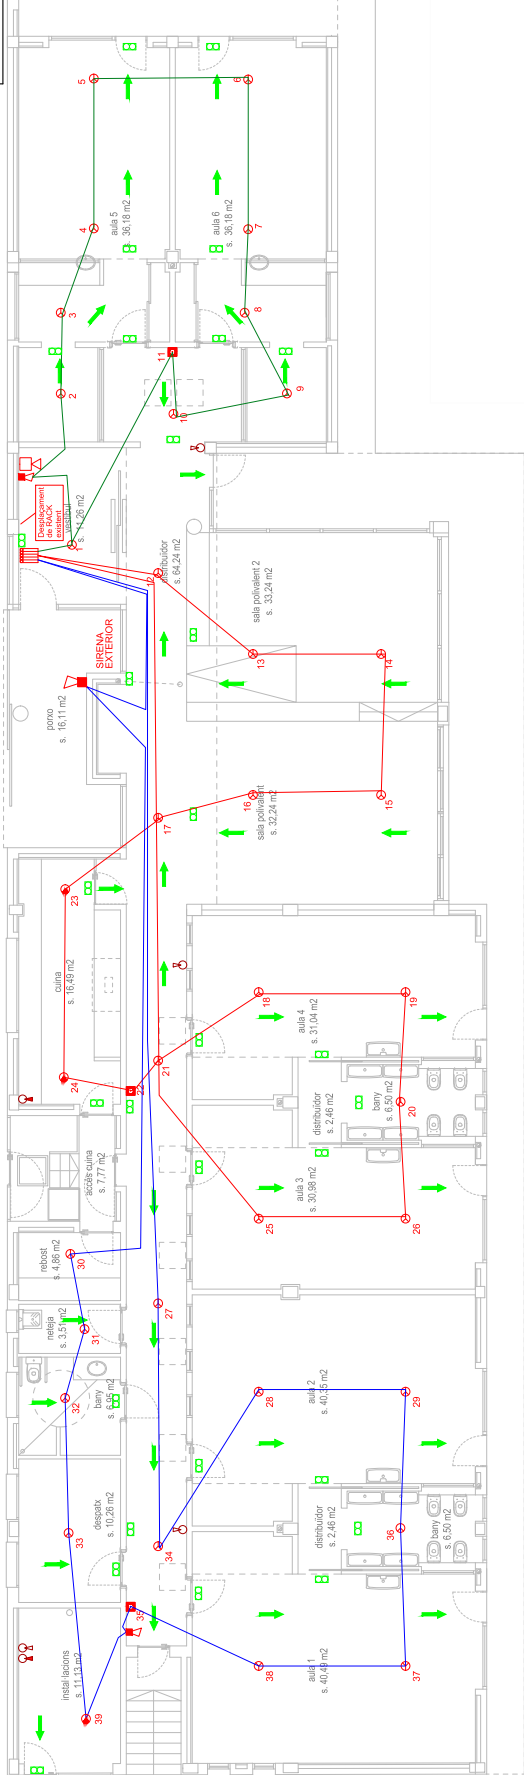 5
6
aula 5
s. 36,18 m2
aula 6
s. 36,18 m2
4
7
3
8
11
2
9
10
Desplaçament
de RACK
existent
vestíbul
s. 11,26 m2
1
12
distribuïdor
s. 64,24 m2
sala polivalent 2
s. 33,24 m2
SIRENA
EXTERIOR
13
14
porxo
s. 16,11 m2
15
16
sala polivalent
s. 32,24 m2
17
23
cuina
s. 16,49 m2
18
19
aula 4
s. 31,04 m2
24
22
21
distribuïdor
s. 2,46 m2
bany
s. 6,50 m2
20
accés cuina
s. 7,77 m2
aula 3
s. 30,98 m2
25
26
rebost
s. 4,86 m2
30
neteja
s. 3,51 m2
31
27
32
bany
s. 6,95 m2
aula 2
s. 40,35 m2
28
29
despatx
s. 10,26 m2
33
34
distribuïdor
s. 2,46 m2
36
bany
s. 6,50 m2
35
instal·lacions
s. 11,13 m2
39
aula 1
s. 40,49 m2
38
37